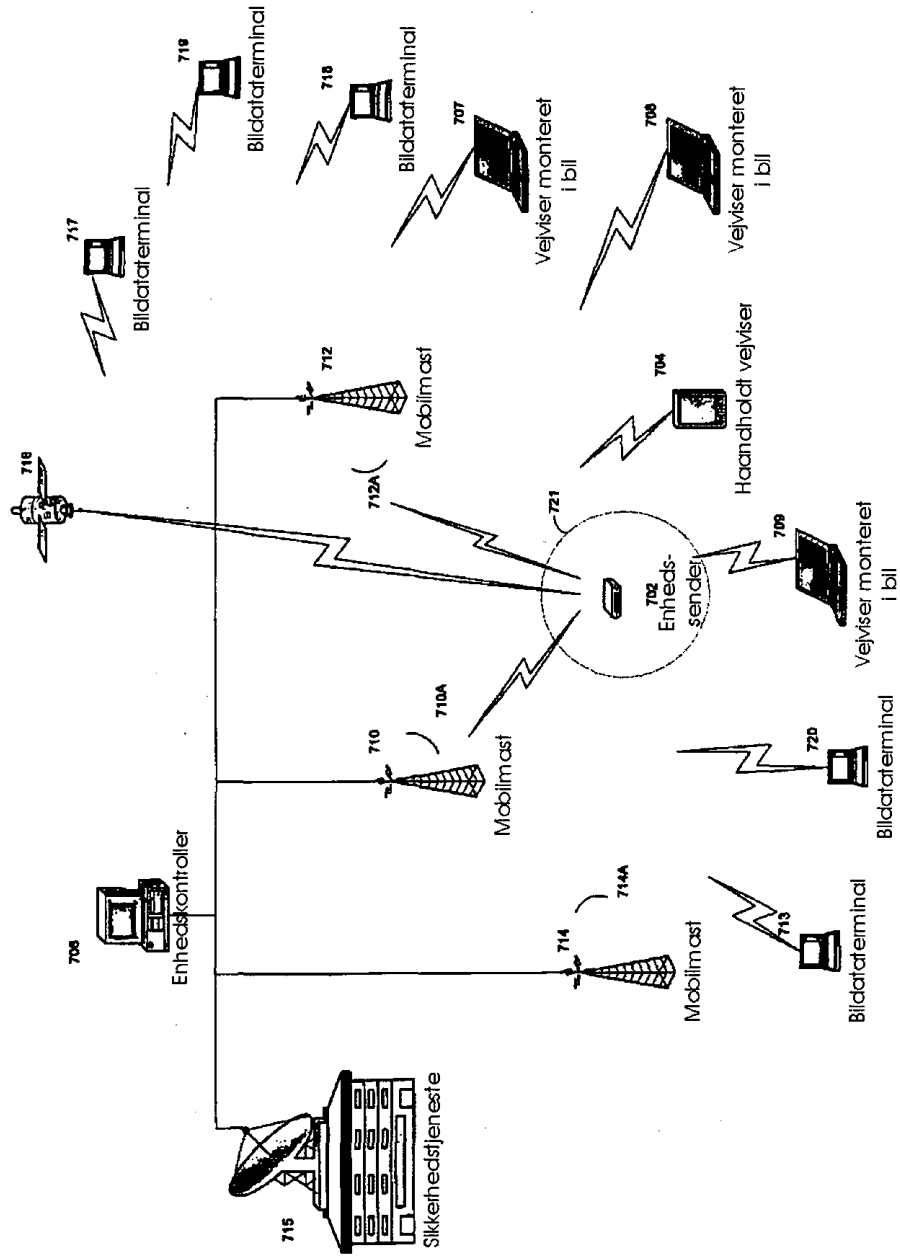 716
706
Enhedskontroller
717
Bildataterminal
719
Bildataterminal
715
Sikkerhedstjeneste
718
Bildataterminal
712
Mobilmast
712A
710
Mobilmast
710A
707
Vejviser monteret
i bil
714
Mobilmast
714A
721
702
Enheds-
sender
704
Haandholdt vejviser
708
Vejviser monteret
i bil
713
Bildataterminal
720
Bildataterminal
709
Vejviser monteret
i bil